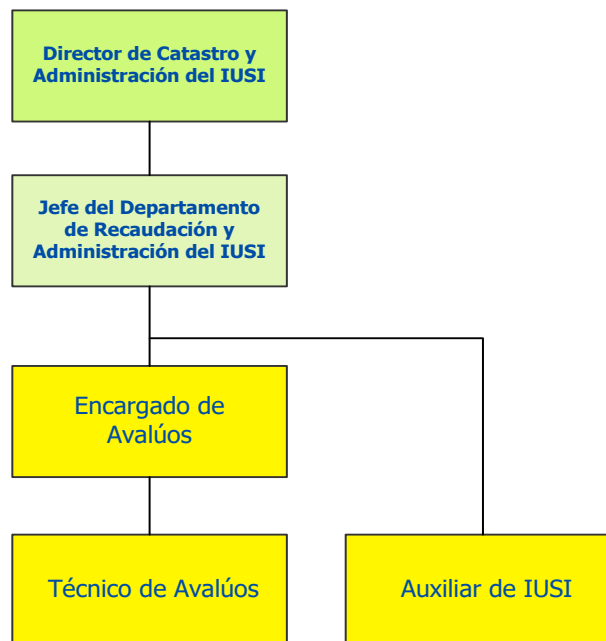 Director de Catastro y
Administración del IUSI
Jefe del Departamento
de Recaudación y
Administración del IUSI
Encargado de
Avalúos
Técnico de Avalúos
Auxiliar de IUSI